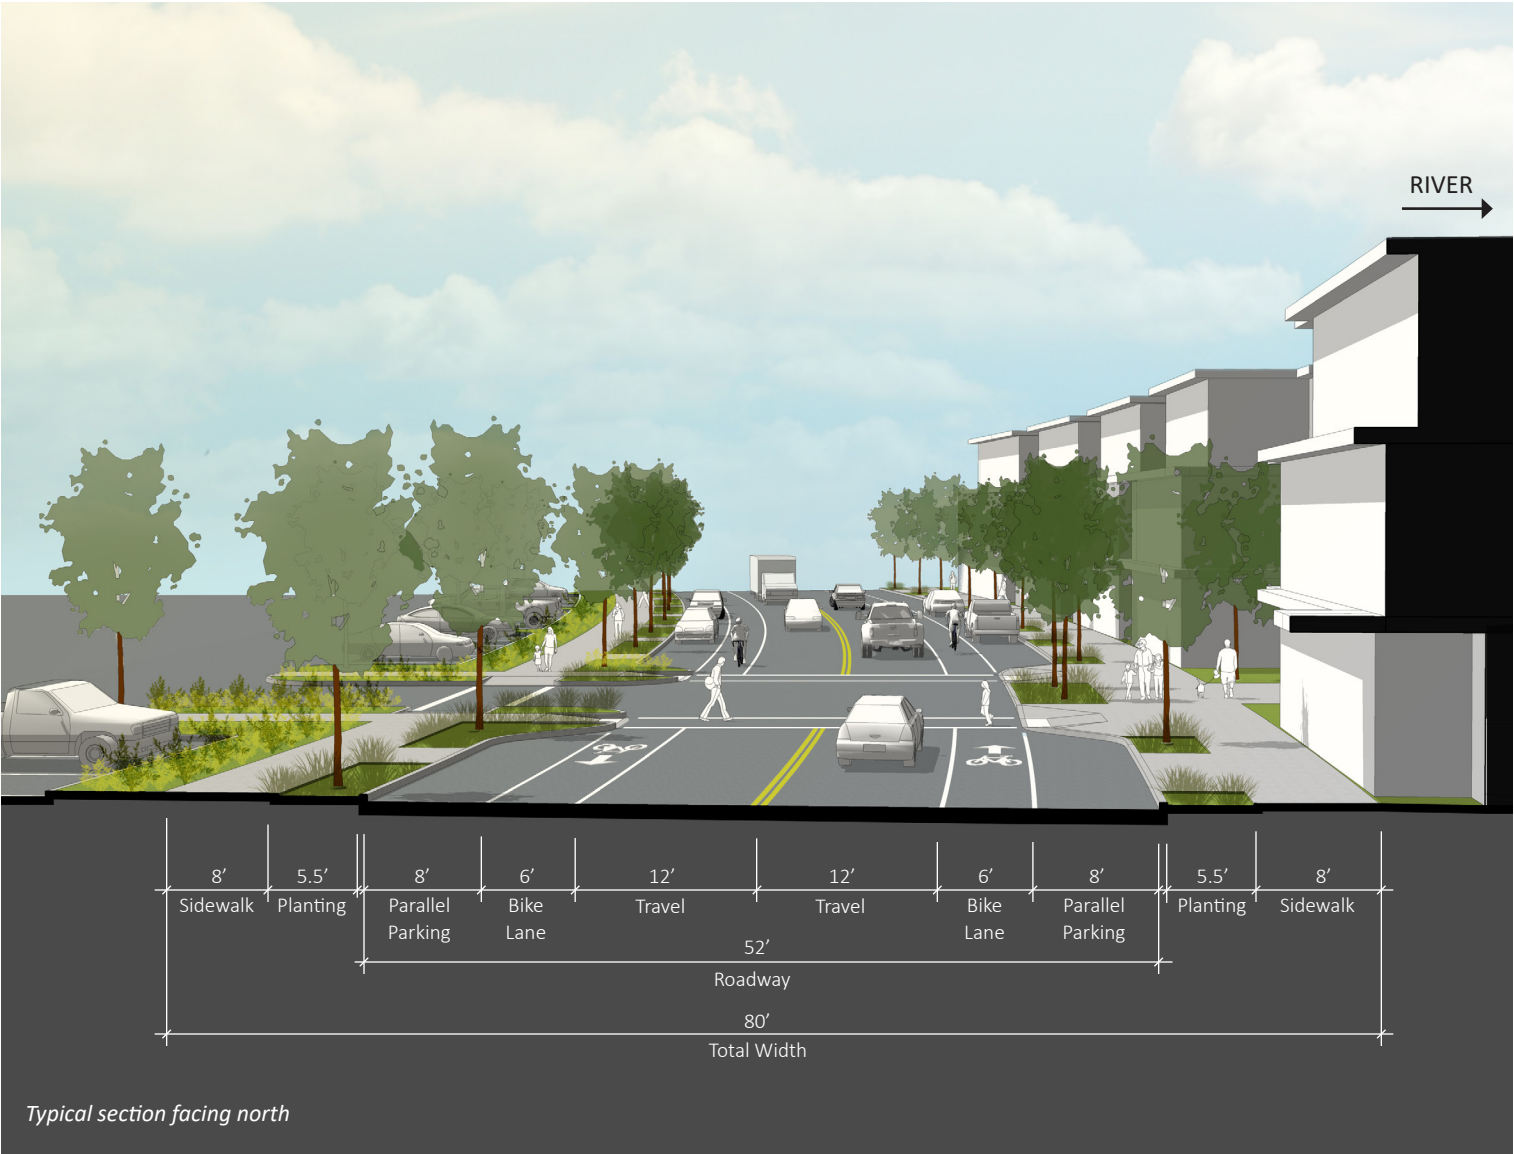 RIVER
8’ 5.5’ 8’ 6’ 12’ 12’ 6’ 8’ 5.5’ 8’
Sidewalk Planting Parallel Bike Travel Travel Bike Parallel Planting Sidewalk
Parking Lane Lane Parking
52’
Roadway
80’
Total Width
Typical section facing north